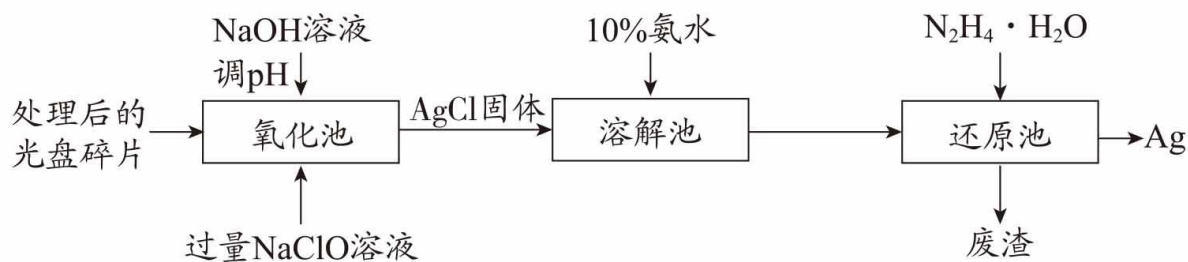 NaOH溶液
调pH
10%氨水
N₂H₄・H₂O
处理后的
光盘碎片
氧化池
AgCl固体
溶解池
还原池
Ag
过量NaClO溶液
废渣